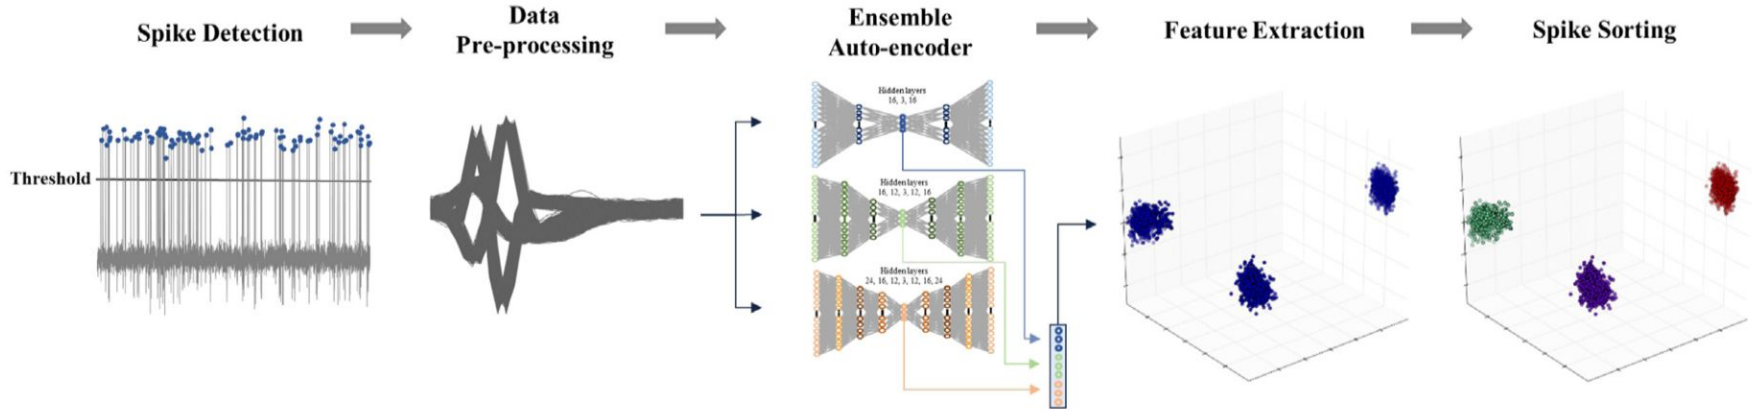 Spike Detection
Data
Pre-processing
Ensemble
Auto-encoder
Feature Extraction
Spike Sorting
Threshold
Hidden layers
16, 3, 16
Hidden layers
16, 12, 3, 12, 16
Hidden layers
24, 16, 12, 3, 12, 16, 24